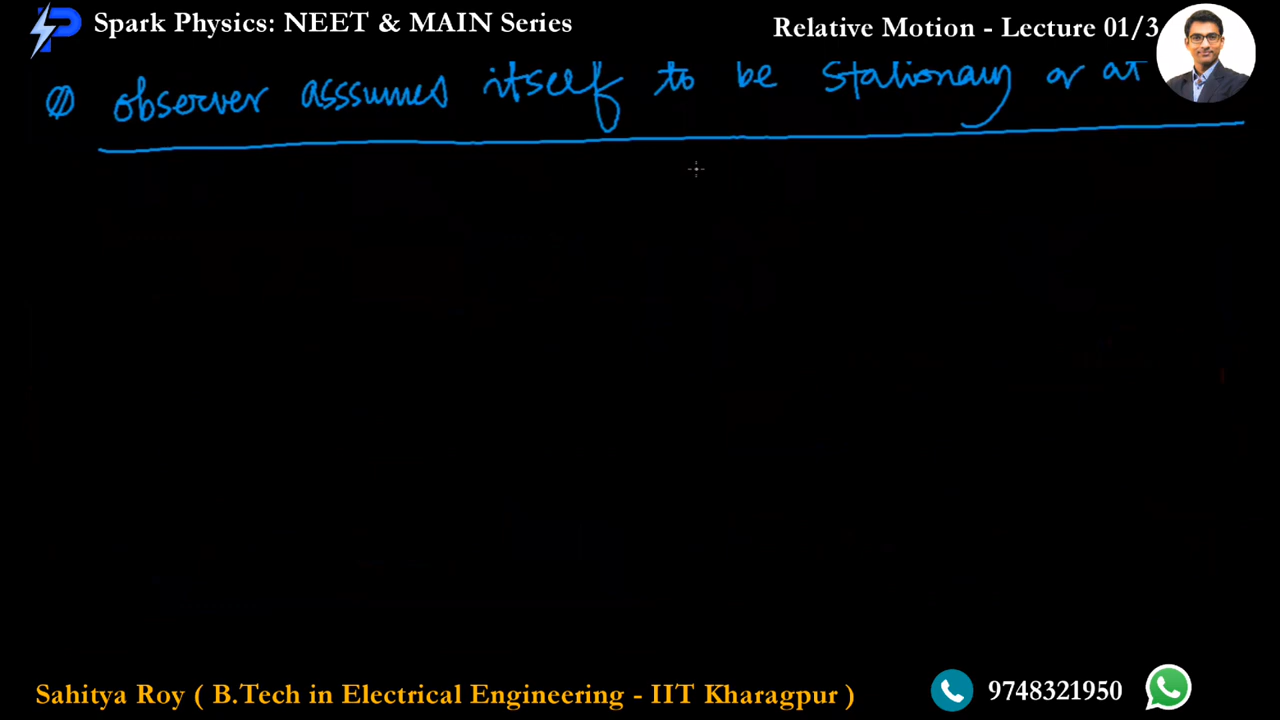 Spark Physics: NEET & MAIN Series
Relative Motion - Lecture 01/3
observer asssumes itself to be stationary or at
Sahitya Roy ( B.Tech in Electrical Engineering - IIT Kharagpur )
9748321950